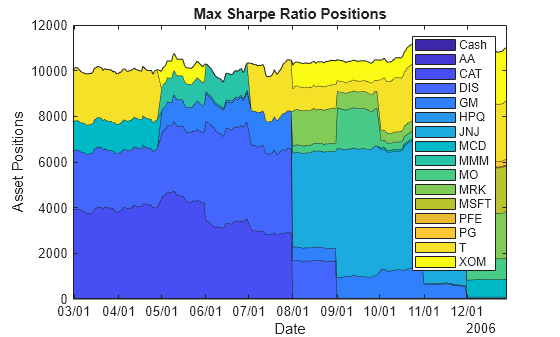 Max Sharpe Ratio Positions
12000
10000
8000
6000
4000
2000
0
Asset Positions
03/01 04/01 05/01 06/01 07/01 08/01 09/01 10/01 11/01 12/01
Date
2006
Cash
AA
CAT
DIS
GM
HPQ
JNJ
MCD
MMM
MO
MRK
MSFT
PFE
PG
T
XOM